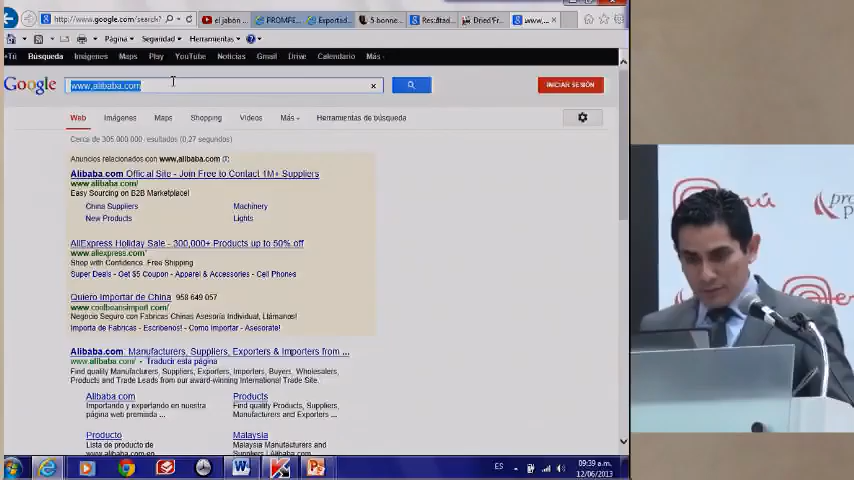 http://www.google.com/search?
el jabón ...
PROMPE...
Exportad...
5-bonne...
Resultad...
Dried Fr...
www....
Página
Seguridad
Herramientas
+Tú Búsqueda Imágenes Maps Play YouTube Noticias Gmail Drive Calendario Más
Google
www,alibaba.com
INICIAR SESIÓN
Web Imágenes Maps Shopping Videos Más Herramientas de búsqueda
Cerca de 305.000.000 resultados (0,27 segundos)
Anuncios relacionados con www,alibaba.com
Alibaba.com Official Site - Join Free to Contact 1M+ Suppliers
www.alibaba.com/
Easy Sourcing on B2B Marketplace!
China Suppliers Machinery
New Products Lights
AliExpress Holiday Sale - 300,000+ Products up to 50% off
www.aliexpress.com/
Shop with Confidence. Free Shipping
Super Deals - Get $5 Coupon - Apparel & Accessories - Cell Phones
Quiero Importar de China 958 649 057
www.coolbeansimport.com/
Negocio Seguro con Fabricas Chinas Asesoría Individual, Llámanos!
Importa de Fabricas - Escribenos! - Como Importar - Asesorate!
Alibaba.com: Manufacturers, Suppliers, Exporters & Importers from ...
www.alibaba.com/ - Traducir esta página
Find quality Manufacturers, Suppliers, Exporters, Importers, Buyers, Wholesalers,
Products and Trade Leads from our award-winning International Trade Site.
Alibaba.com
Importando y exportando en nuestra
página web premiada ...
Products
Find quality Products, Suppliers,
Manufacturers and Exporters ...
Producto
Lista de producto de
Malaysia
Malaysia Manufacturers and
ES
09:39 a.m.
12/06/2013